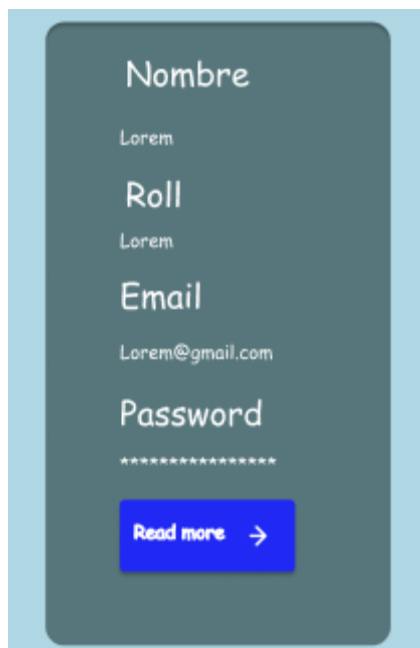 Nombre
Lorem
Roll
Lorem
Email
Lorem@gmail.com
Password
****************
Read more →